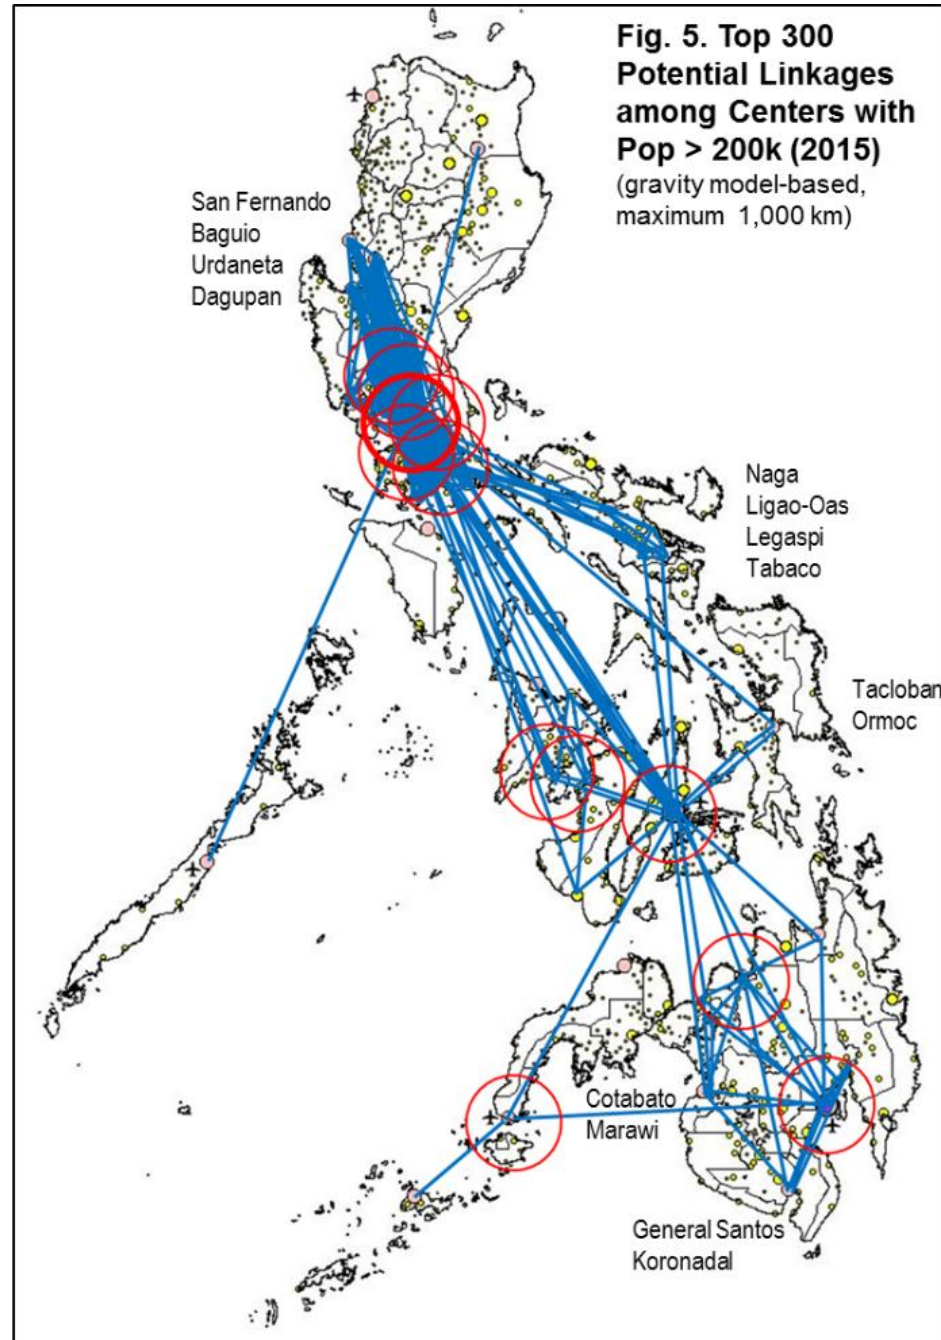 Fig. 5. Top 300
Potential Linkages
among Centers with
Pop > 200k (2015)
(gravity model-based,
maximum 1,000 km)
San Fernando
Baguio
Urdaneta
Dagupan
Naga
Ligao-Oas
Legaspi
Tabaco
Tacloban
Ormoc
Cotabato
Marawi
General Santos
Koronadal